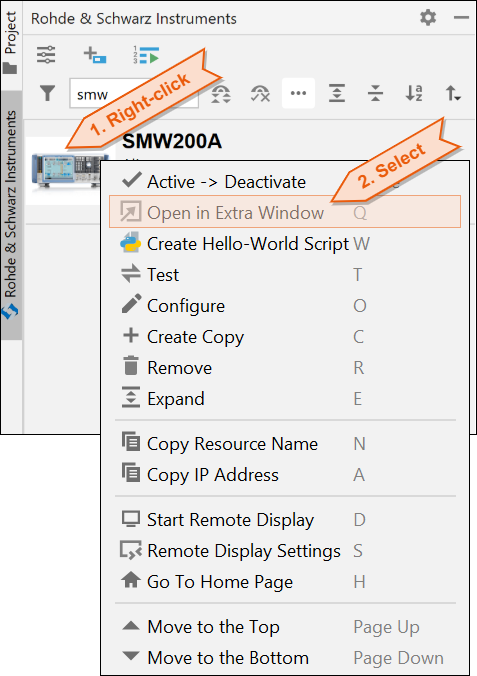 Rohde & Schwarz Instruments
Project
Rohde & Schwarz Instruments
smw
1. Right-click
SMW200A
2. Select
Active -> Deactivate
Open in Extra Window Q
Create Hello-World Script W
Test T
Configure O
Create Copy C
Remove R
Expand E
Copy Resource Name N
Copy IP Address A
Start Remote Display D
Remote Display Settings S
Go To Home Page H
Move to the Top Page Up
Move to the Bottom Page Down